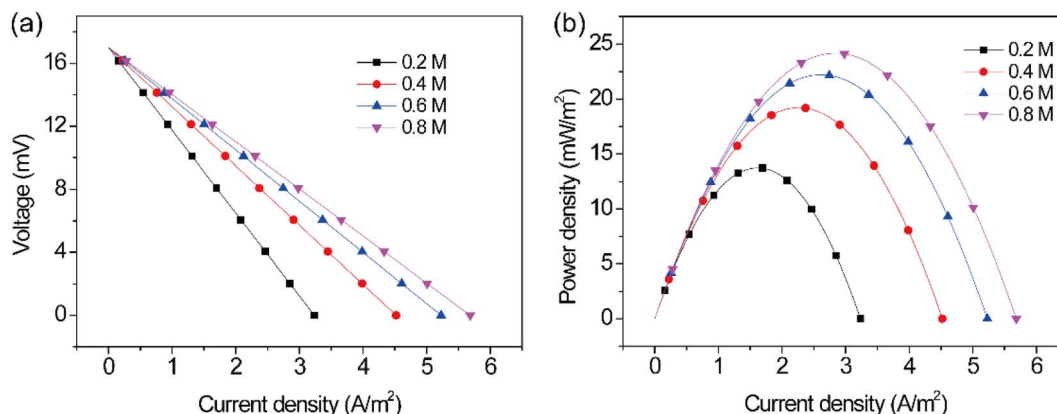 (a)
Voltage (mV)
16
12
8
4
0
0 1 2 3 4 5 6
Current density (A/m²)
0.2 M
0.4 M
0.6 M
0.8 M
(b)
Power density (mW/m²)
25
20
15
10
5
0
0 1 2 3 4 5 6
Current density (A/m²)
0.2 M
0.4 M
0.6 M
0.8 M